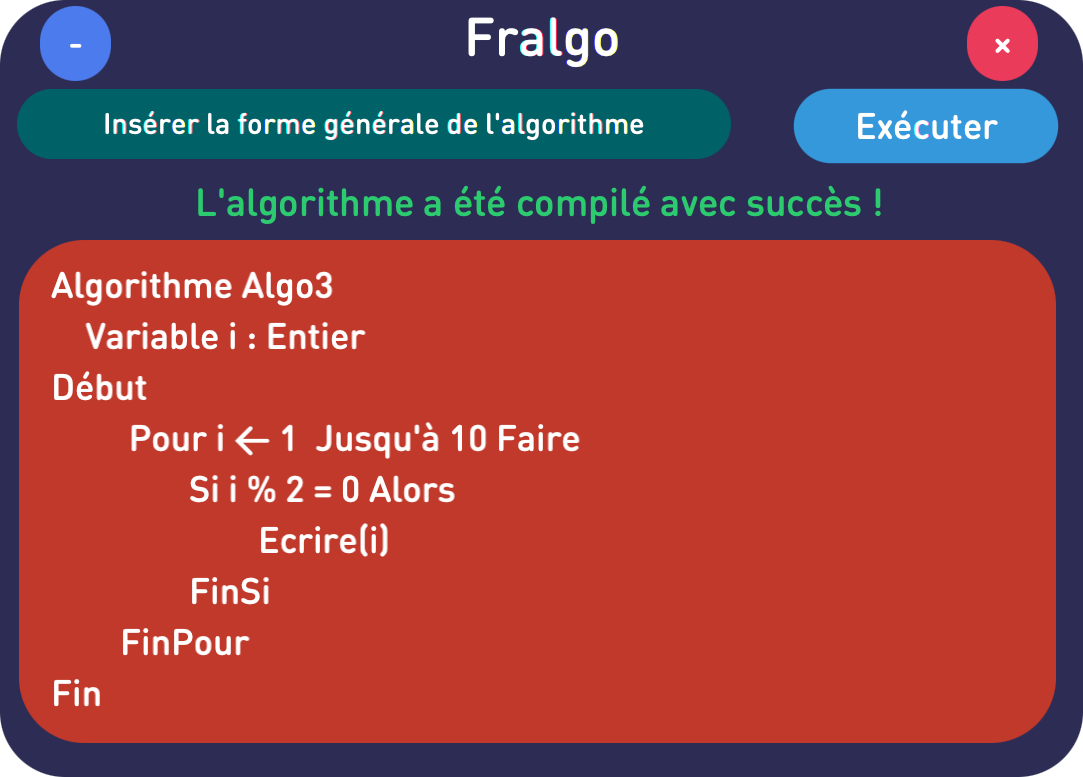 -
Fralgo
×
Insérer la forme générale de l'algorithme
Exécuter
L'algorithme a été compilé avec succès !
Algorithme Algo3
Variable i : Entier
Début
Pour i ← 1 Jusqu'à 10 Faire
Si i % 2 = 0 Alors
Ecrire(i)
FinSi
FinPour
Fin